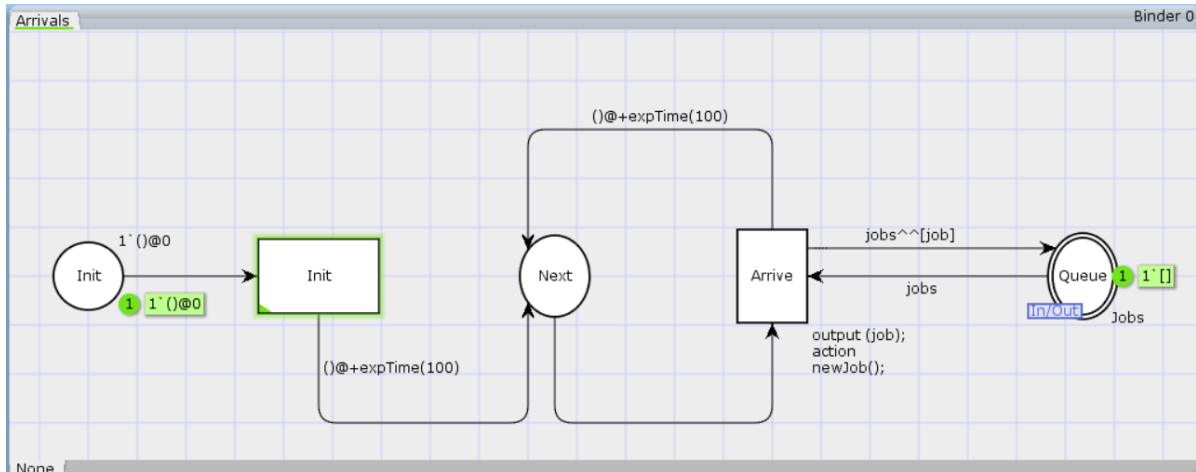 Arrivals
Binder 0
()@+expTime(100)
1`()@0
jobs^^[job]
Init
Init
Next
Arrive
Queue
1
1`[]
1
1`()@0
jobs
In/Out
Jobs
output (job);
action
newJob();
()@+expTime(100)
None